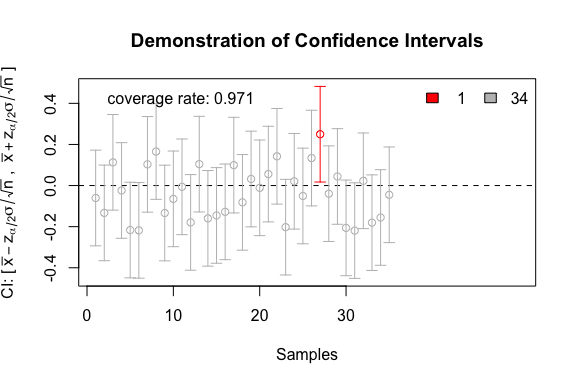 Demonstration of Confidence Intervals
coverage rate: 0.971
1
34
CI: [ x̄ − zα/2σ/√n , x̄ + zα/2σ/√n ]
0.4
0.2
0.0
-0.2
-0.4
0 10 20 30
Samples